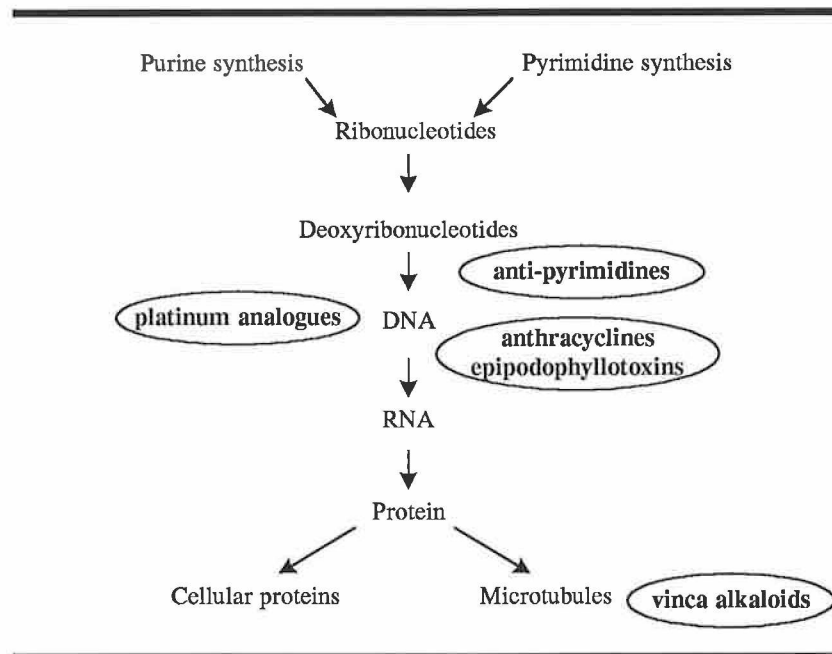 Purine synthesis
Pyrimidine synthesis
Ribonucleotides
Deoxyribonucleotides
anti-pyrimidines
platinum analogues
DNA
anthracyclines
epipodophyllotoxins
RNA
Protein
Cellular proteins
Microtubules
vinca alkaloids